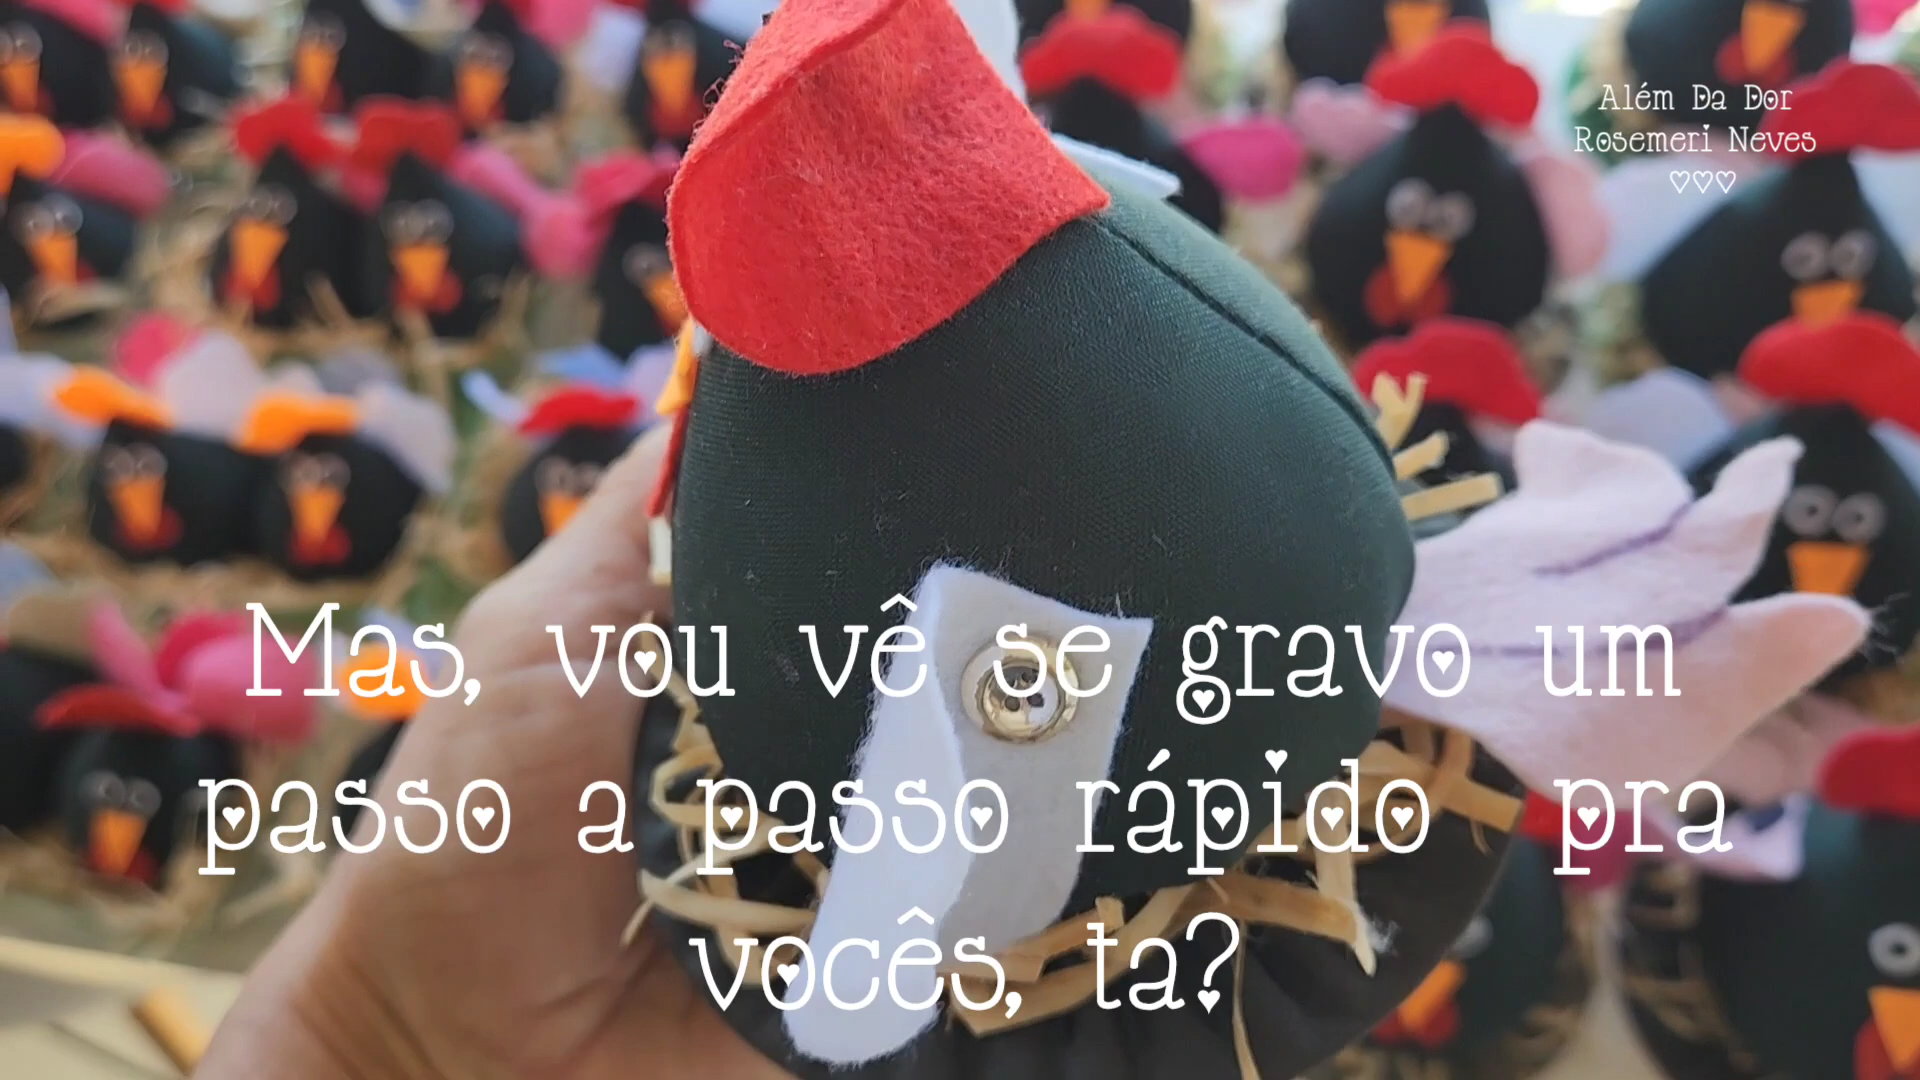 Além Da Dor
Rosemeri Neves
♡♡♡
Mas, vou vê se gravo um
passo a passo rápido pra
vocês, ta?